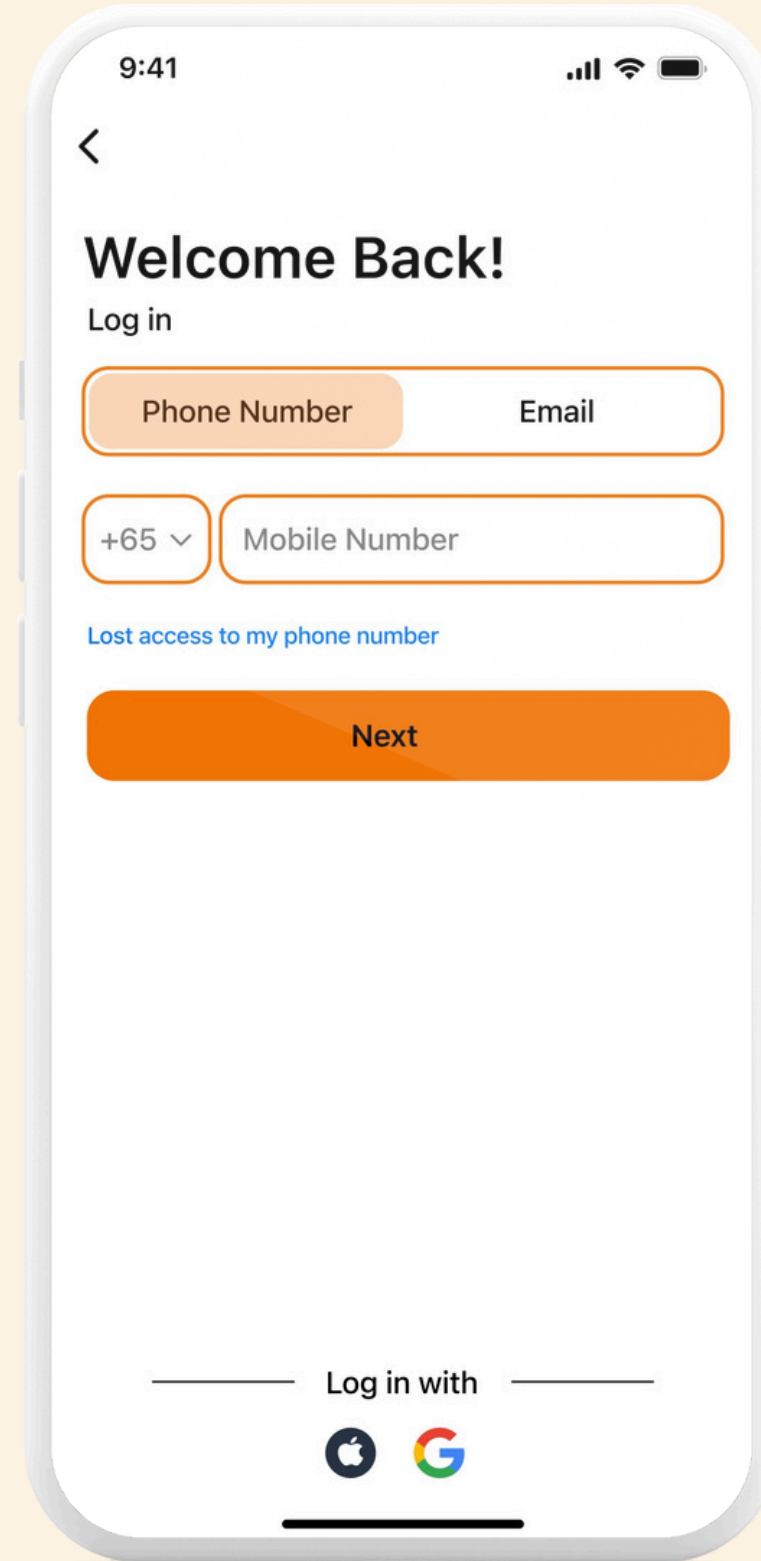 9:41
Welcome Back!
Log in
Phone Number Email
+65 Mobile Number
Lost access to my phone number
Next
Log in with